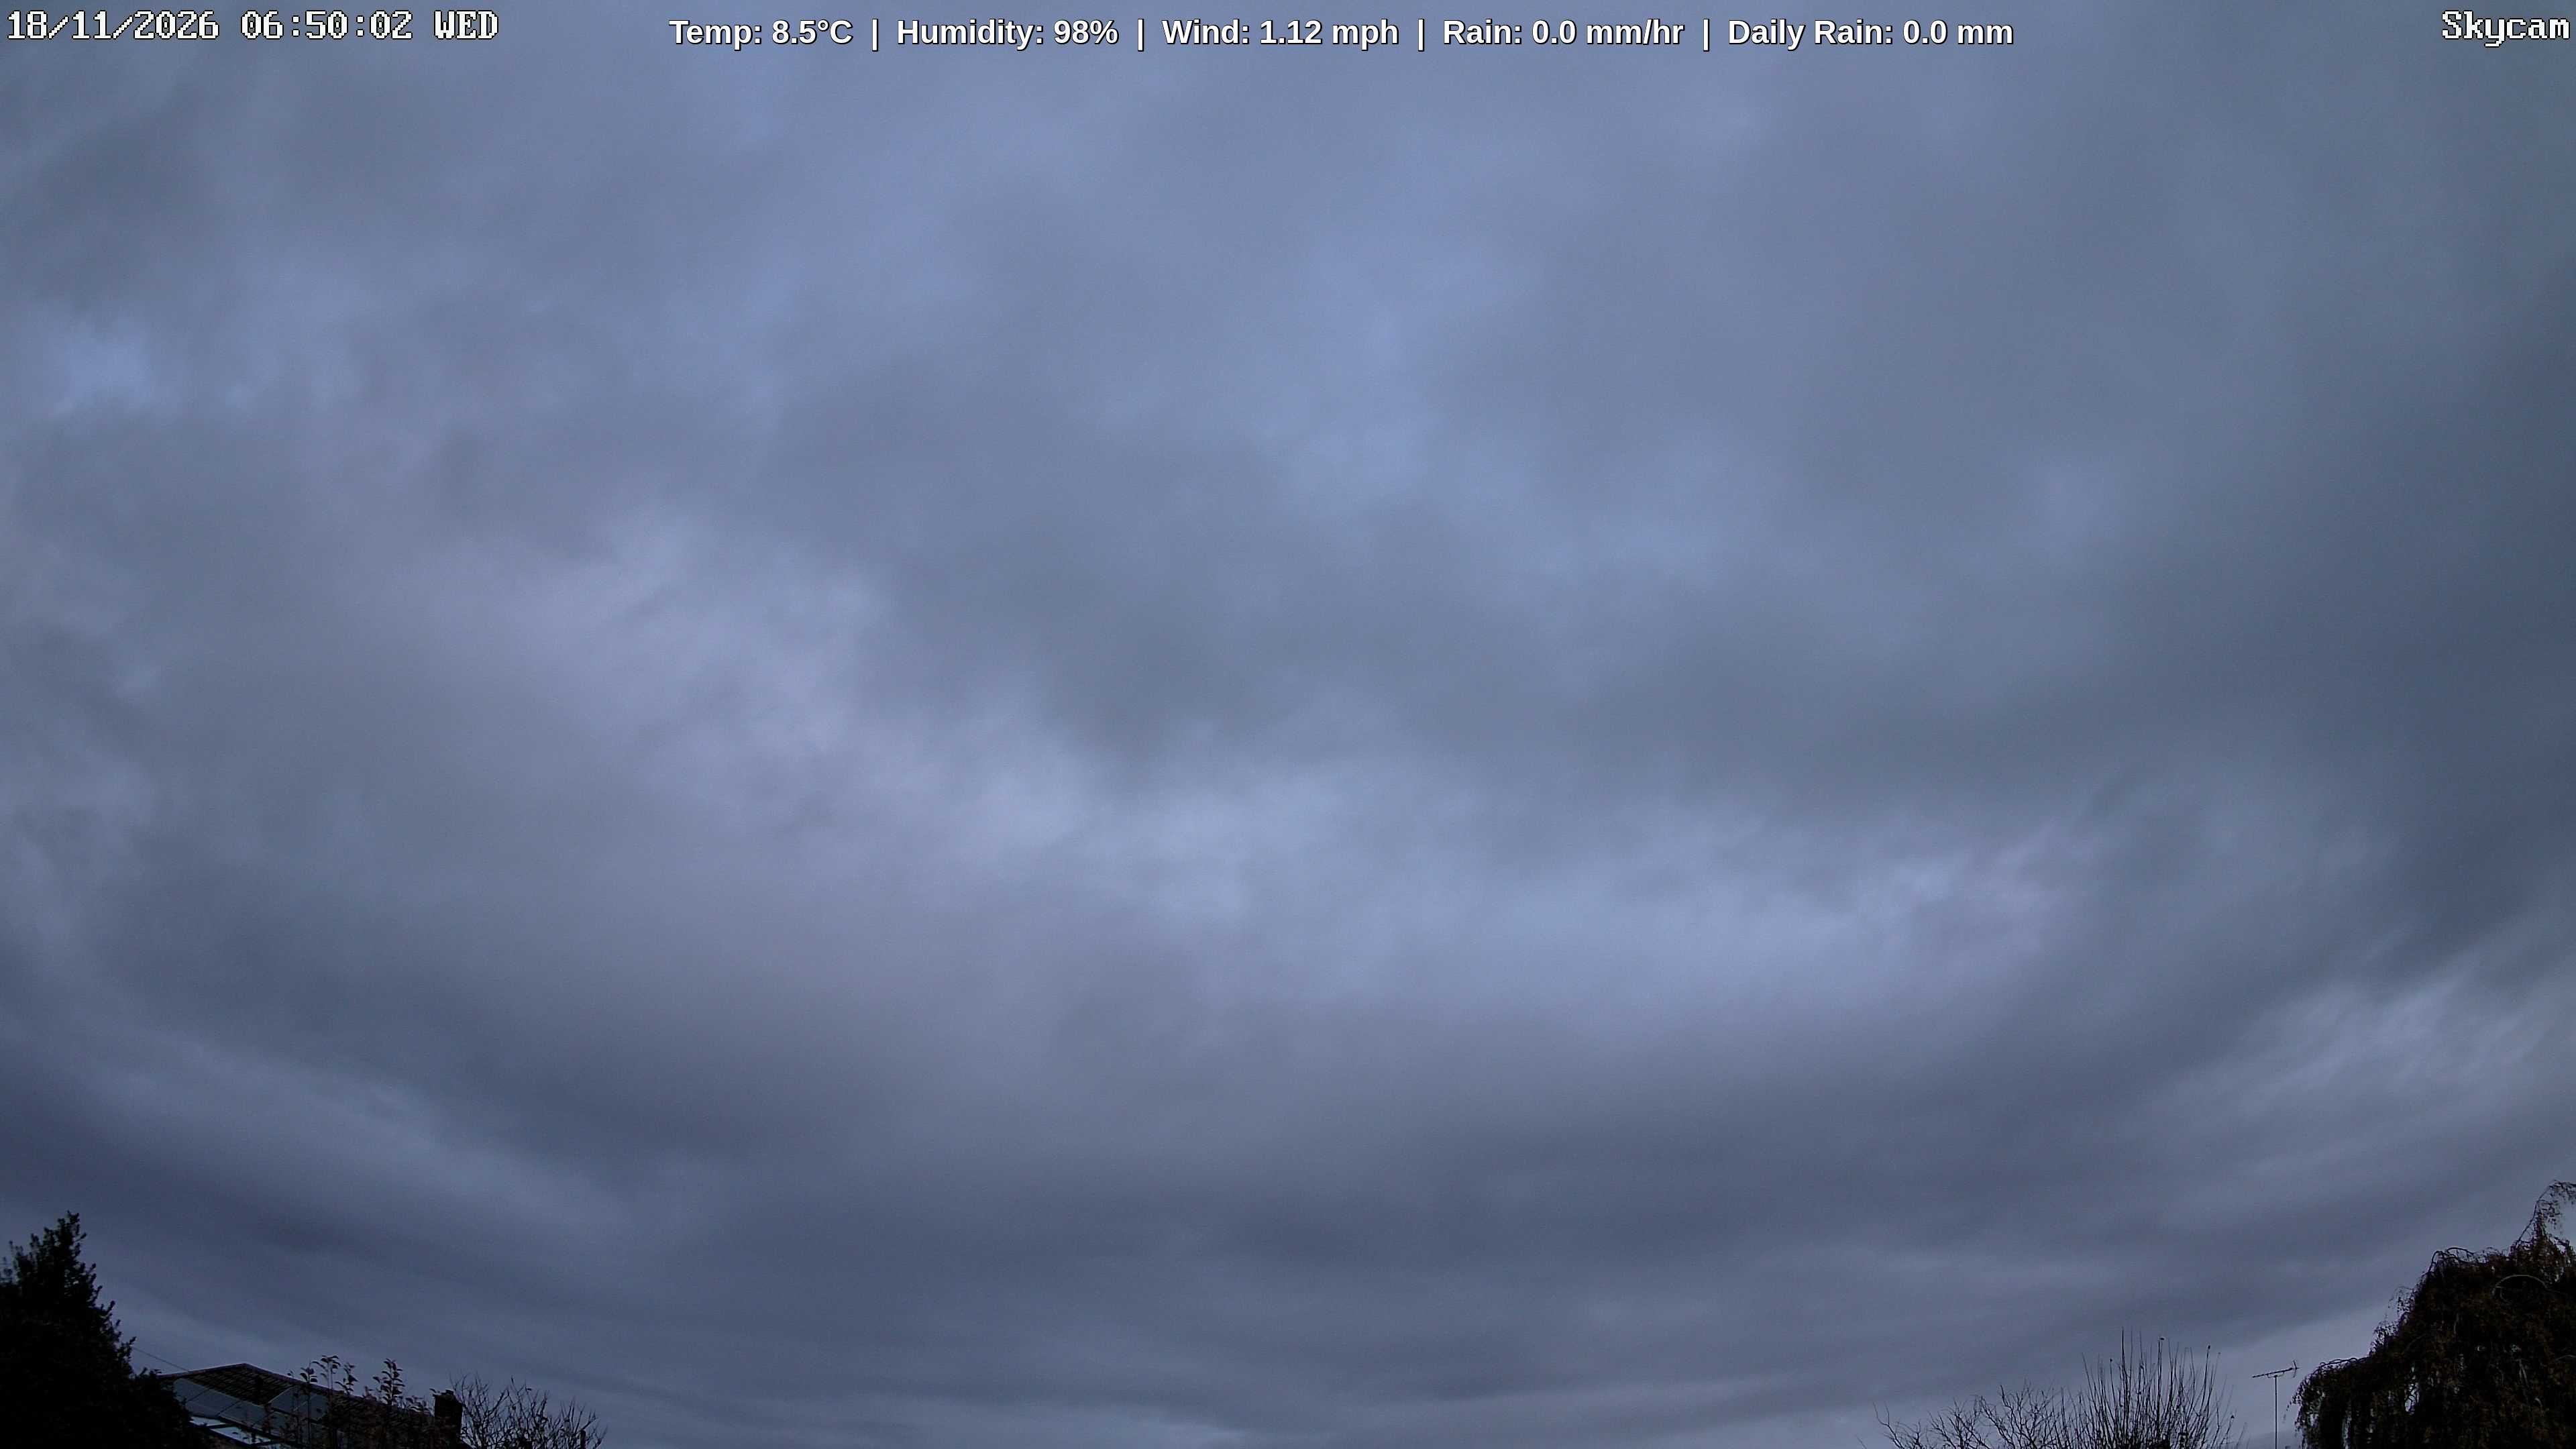 18/11/2026 06:50:02 WED
Temp: 8.5°C | Humidity: 98% | Wind: 1.12 mph | Rain: 0.0 mm/hr | Daily Rain: 0.0 mm
Skycam